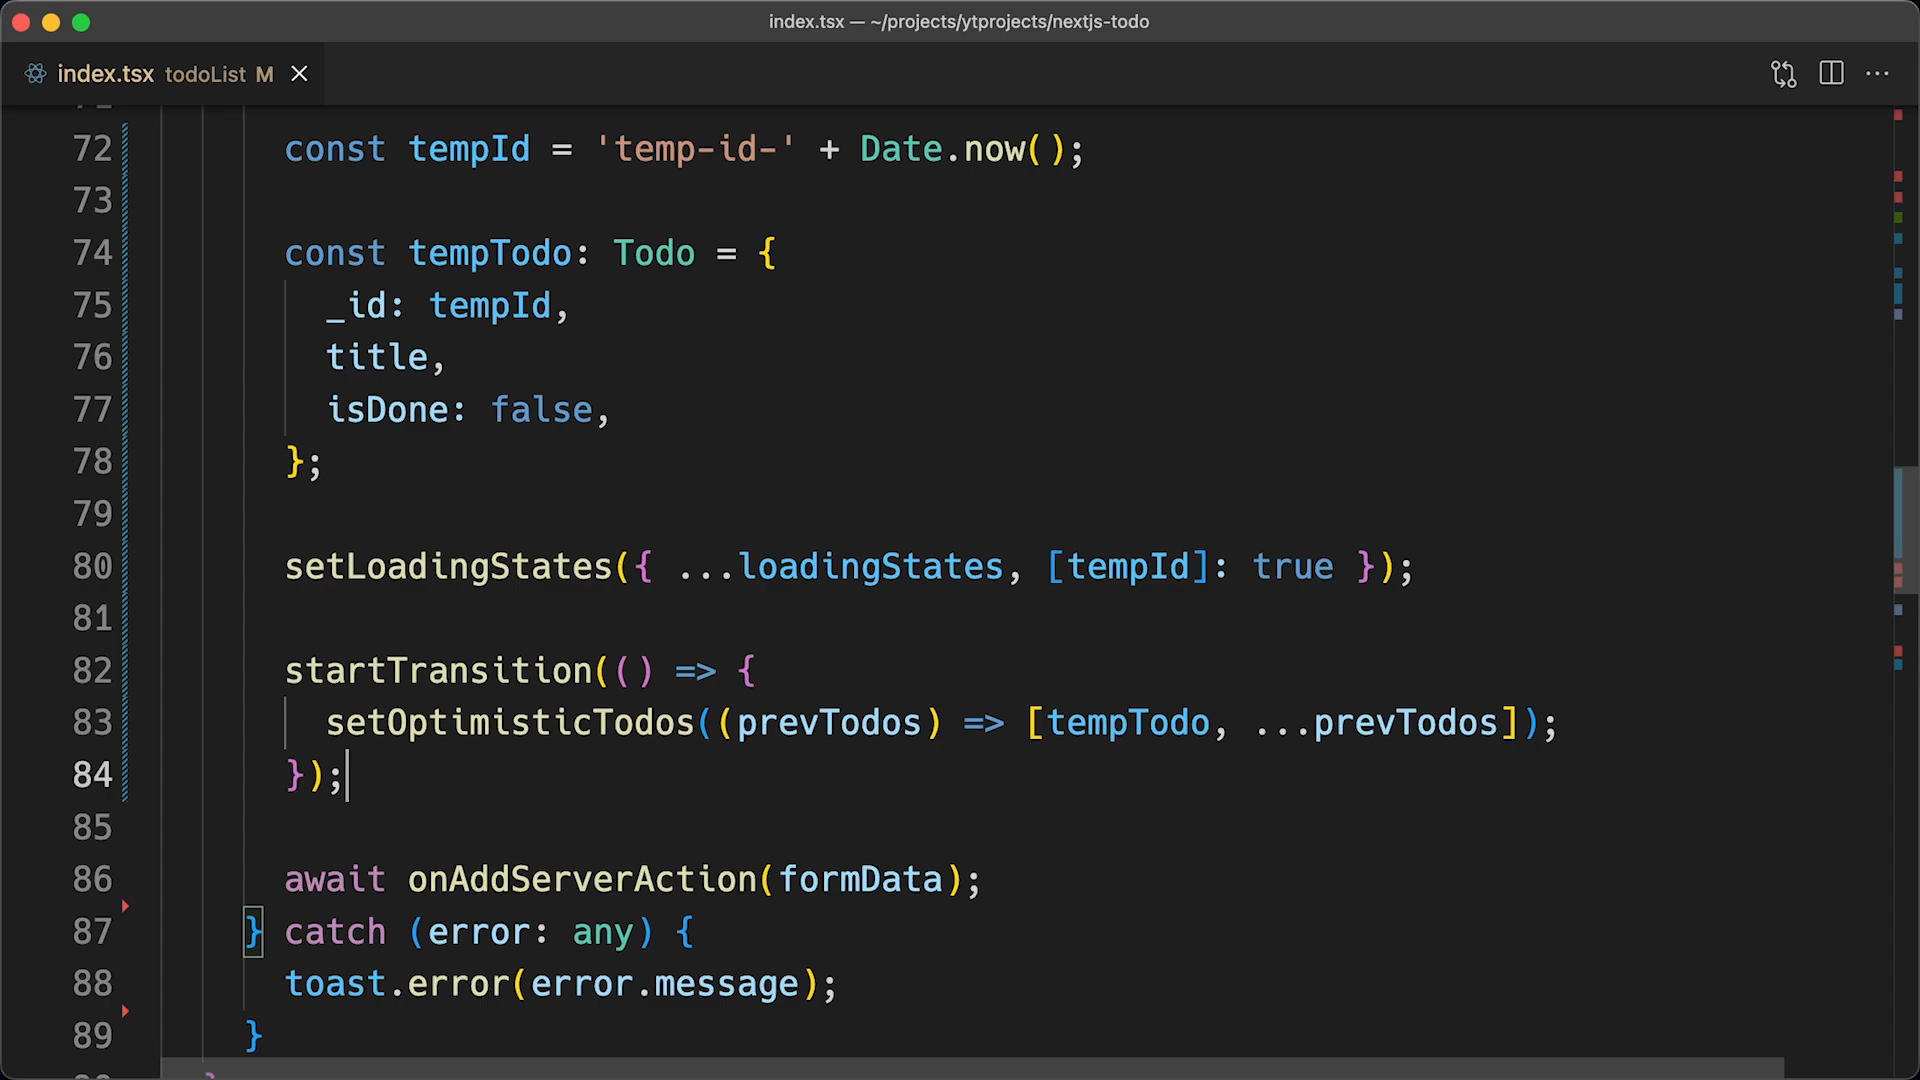 index.tsx — ~/projects/ytprojects/nextjs-todo
index.tsx todoList M
72 const tempId = 'temp-id-' + Date.now();
73
74 const tempTodo: Todo = {
75 _id: tempId,
76 title,
77 isDone: false,
78 };
79
80 setLoadingStates({ ...loadingStates, [tempId]: true });
81
82 startTransition(() => {
83 setOptimisticTodos((prevTodos) => [tempTodo, ...prevTodos]);
84 });
85
86 await onAddServerAction(formData);
87 } catch (error: any) {
88 toast.error(error.message);
89 }